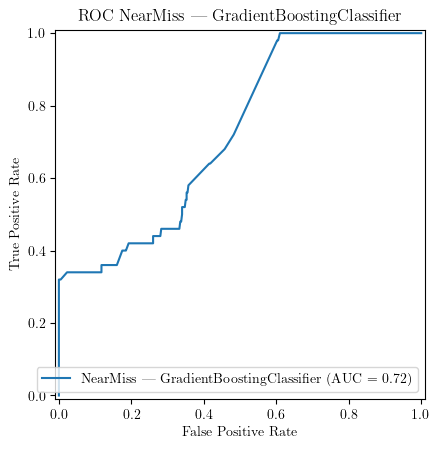 ROC NearMiss — GradientBoostingClassifier
1.0
0.8
0.6
0.4
0.2
0.0
True Positive Rate
NearMiss — GradientBoostingClassifier (AUC = 0.72)
0.0 0.2 0.4 0.6 0.8 1.0
False Positive Rate